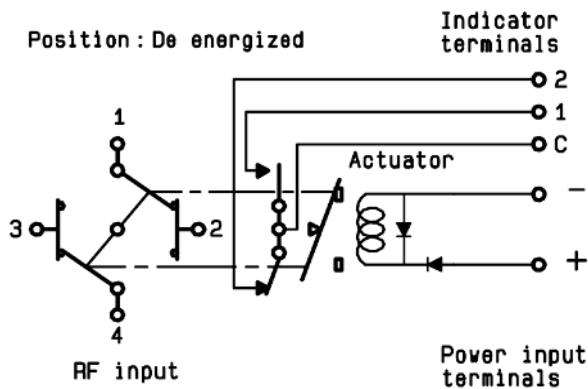 Position : De energized
Indicator
terminals
2
1
C
Actuator
1
3
2
4
-
+
RF input
Power input
terminals